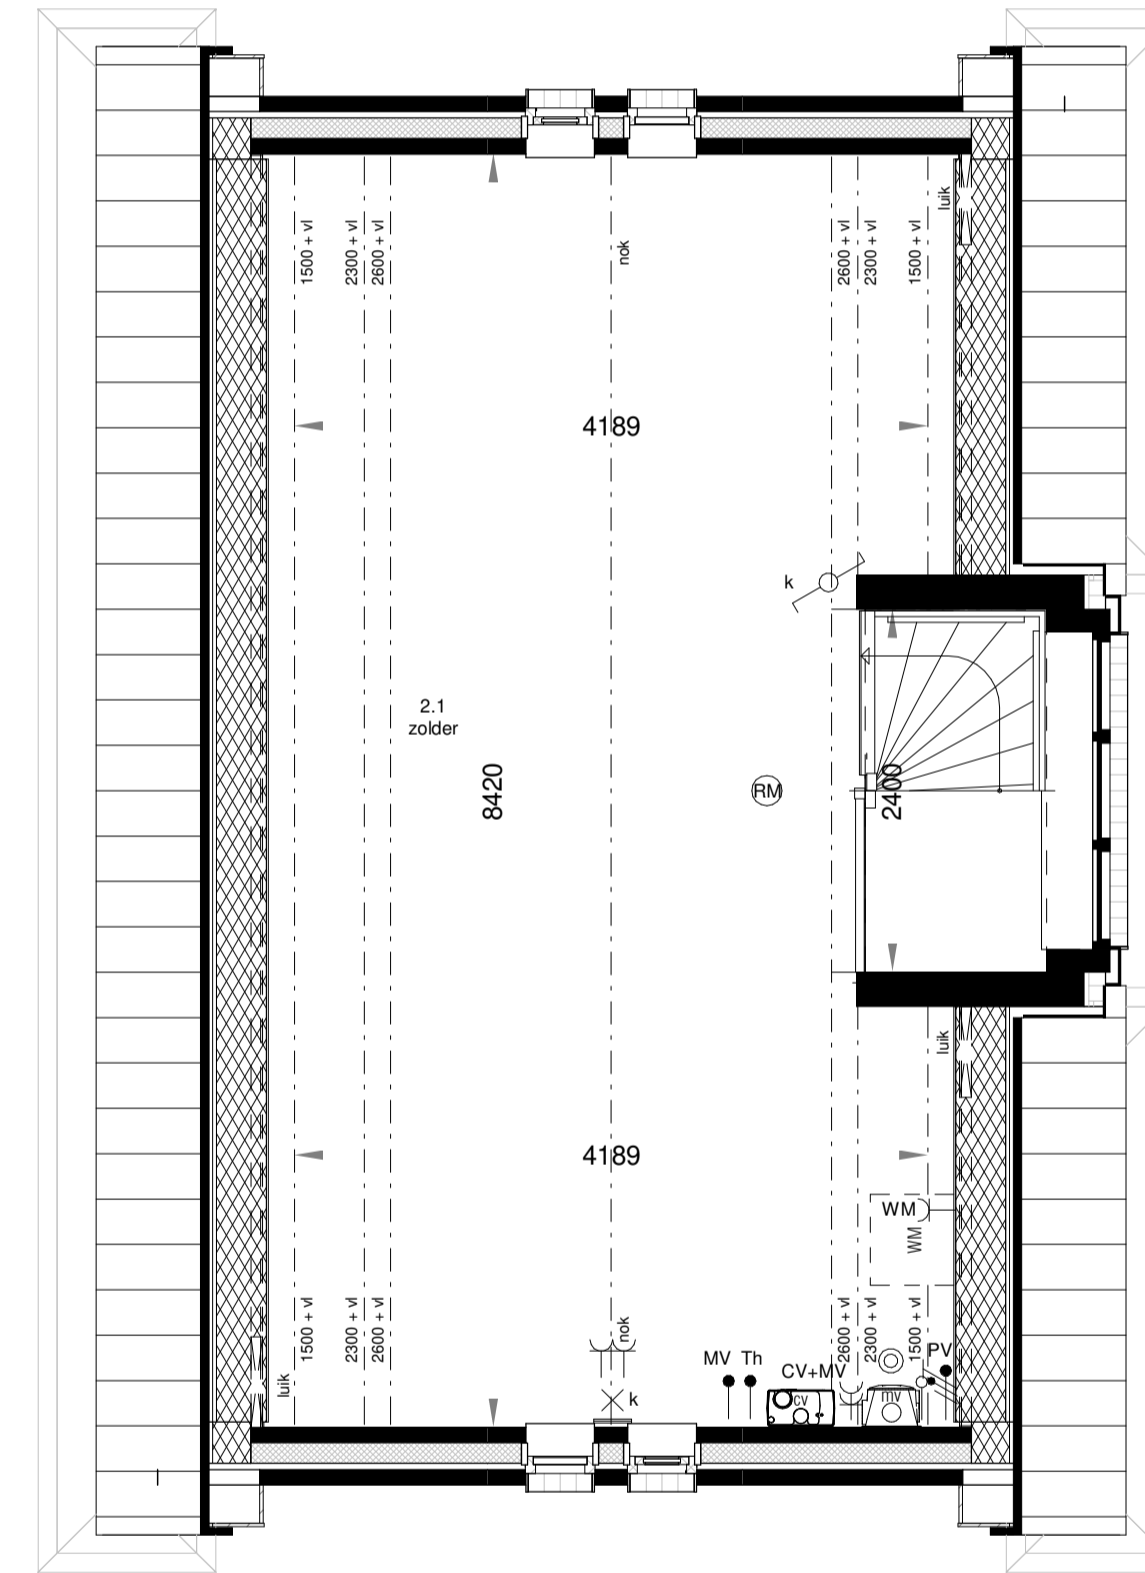 luik
1500 + vl
2300 + vl
2600 + vl
nok
2600 + vl
2300 + vl
1500 + vl
4189
k
2.1
zolder
8420
RM
2400
luik
4189
WM
WM
1500 + vl
2300 + vl
2600 + vl
nok
2600 + vl
2300 + vl
1500 + vl
luik
MV
Th
CV+MV
PV
k
CV
mv